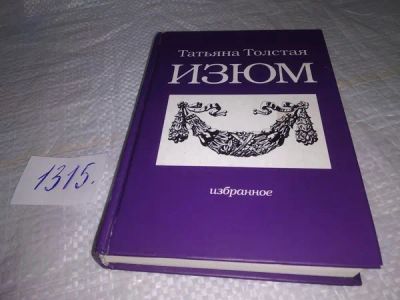 Татьяна Толстая
ИЗЮМ
избранное
1315.